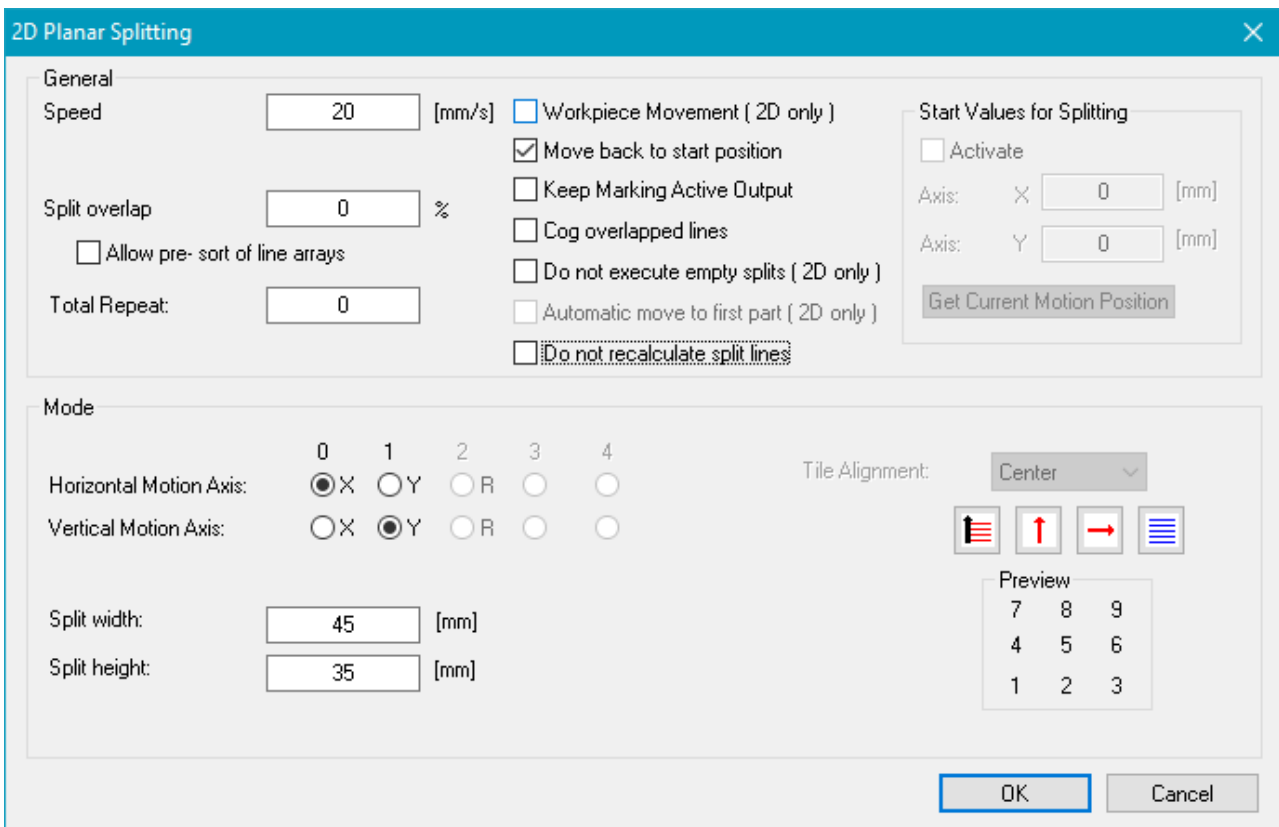 2D Planar Splitting
General
Speed 20 [mm/s]
Split overlap 0 %
Allow pre- sort of line arrays
Total Repeat: 0
Workpiece Movement ( 2D only )
Move back to start position
Keep Marking Active Output
Cog overlapped lines
Do not execute empty splits ( 2D only )
Automatic move to first part ( 2D only )
Do not recalculate split lines
Start Values for Splitting
Activate
Axis: X 0 [mm]
Axis: Y 0 [mm]
Get Current Motion Position
Mode
0 1 2 3 4
Horizontal Motion Axis: X Y R
Vertical Motion Axis: X Y R
Split width: 45 [mm]
Split height: 35 [mm]
Tile Alignment: Center
Preview
7 8 9
4 5 6
1 2 3
OK Cancel